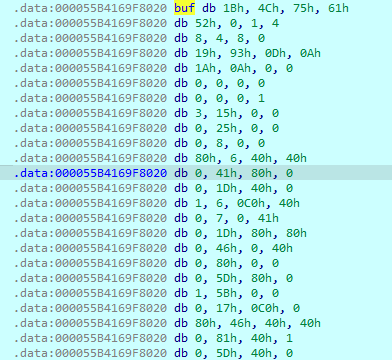 .data:000055B4169F8020 buf db 1Bh, 4Ch, 75h, 61h
.data:000055B4169F8020 db 52h, 0, 1, 4
.data:000055B4169F8020 db 8, 4, 8, 0
.data:000055B4169F8020 db 19h, 93h, 0Dh, 0Ah
.data:000055B4169F8020 db 1Ah, 0Ah, 0, 0
.data:000055B4169F8020 db 0, 0, 0, 0
.data:000055B4169F8020 db 0, 0, 0, 1
.data:000055B4169F8020 db 3, 15h, 0, 0
.data:000055B4169F8020 db 0, 25h, 0, 0
.data:000055B4169F8020 db 0, 8, 0, 0
.data:000055B4169F8020 db 80h, 6, 40h, 40h
.data:000055B4169F8020 db 0, 41h, 80h, 0
.data:000055B4169F8020 db 0, 1Dh, 40h, 0
.data:000055B4169F8020 db 1, 6, 0C0h, 40h
.data:000055B4169F8020 db 0, 7, 0, 41h
.data:000055B4169F8020 db 0, 1Dh, 80h, 80h
.data:000055B4169F8020 db 0, 46h, 0, 40h
.data:000055B4169F8020 db 0, 80h, 0, 0
.data:000055B4169F8020 db 0, 5Dh, 80h, 0
.data:000055B4169F8020 db 1, 5Bh, 0, 0
.data:000055B4169F8020 db 0, 17h, 0C0h, 0
.data:000055B4169F8020 db 80h, 46h, 40h, 40h
.data:000055B4169F8020 db 0, 81h, 40h, 1
.data:000055B4169F8020 db 0, 5Dh, 40h, 0